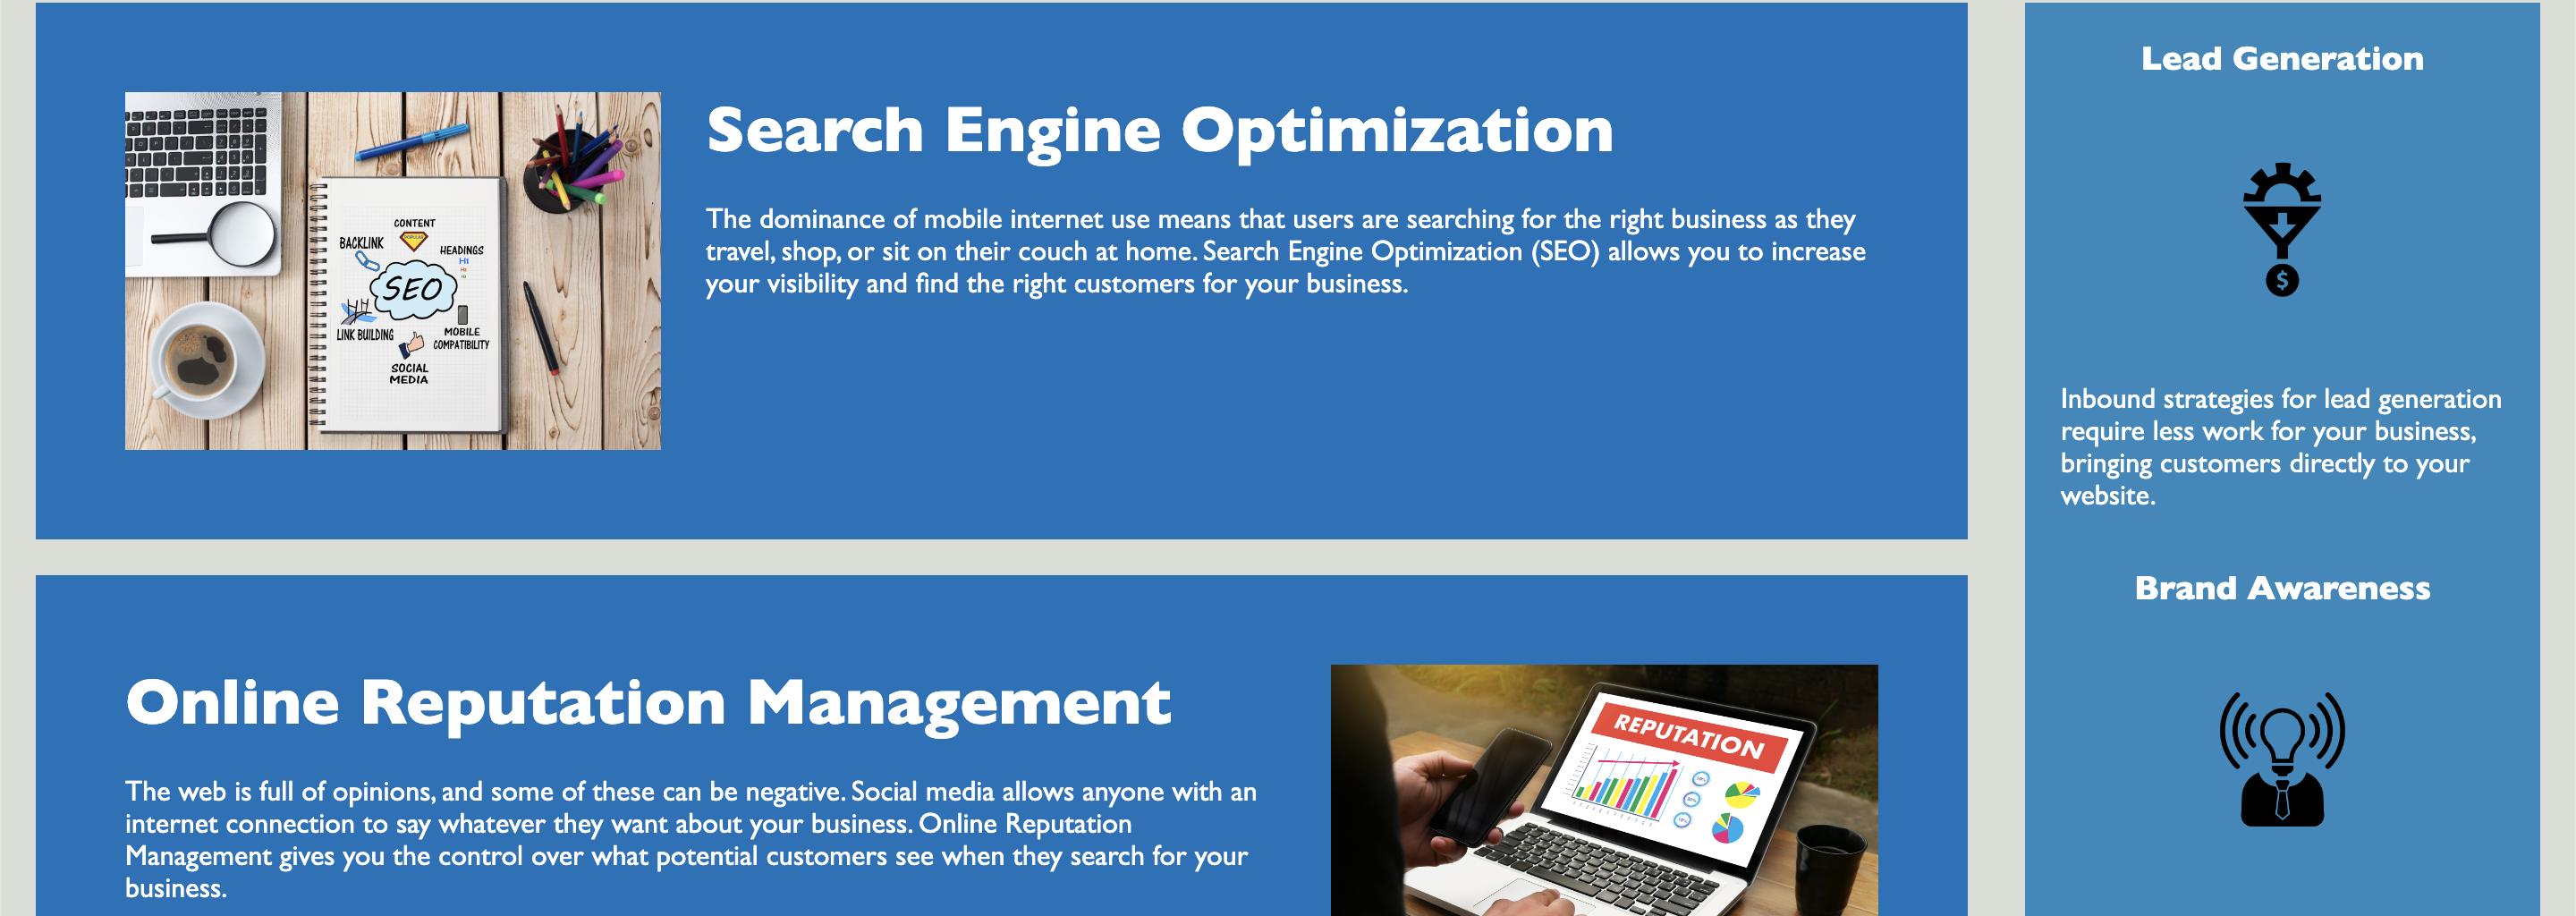 Search Engine Optimization
The dominance of mobile internet use means that users are searching for the right business as they
travel, shop, or sit on their couch at home. Search Engine Optimization (SEO) allows you to increase
your visibility and find the right customers for your business.
CONTENT
BACKLINK
HEADINGS
H1
SEO
LINK BUILDING
MOBILE
COMPATIBILITY
SOCIAL
MEDIA
Online Reputation Management
The web is full of opinions, and some of these can be negative. Social media allows anyone with an
internet connection to say whatever they want about your business. Online Reputation
Management gives you the control over what potential customers see when they search for your
business.
REPUTATION
Lead Generation
$
Inbound strategies for lead generation
require less work for your business,
bringing customers directly to your
website.
Brand Awareness